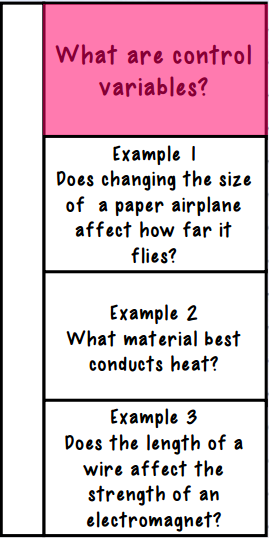 What are control
variables?
Example 1
Does changing the size
of a paper airplane
affect how far it
flies?
Example 2
What material best
conducts heat?
Example 3
Does the length of a
wire affect the
strength of an
electromagnet?